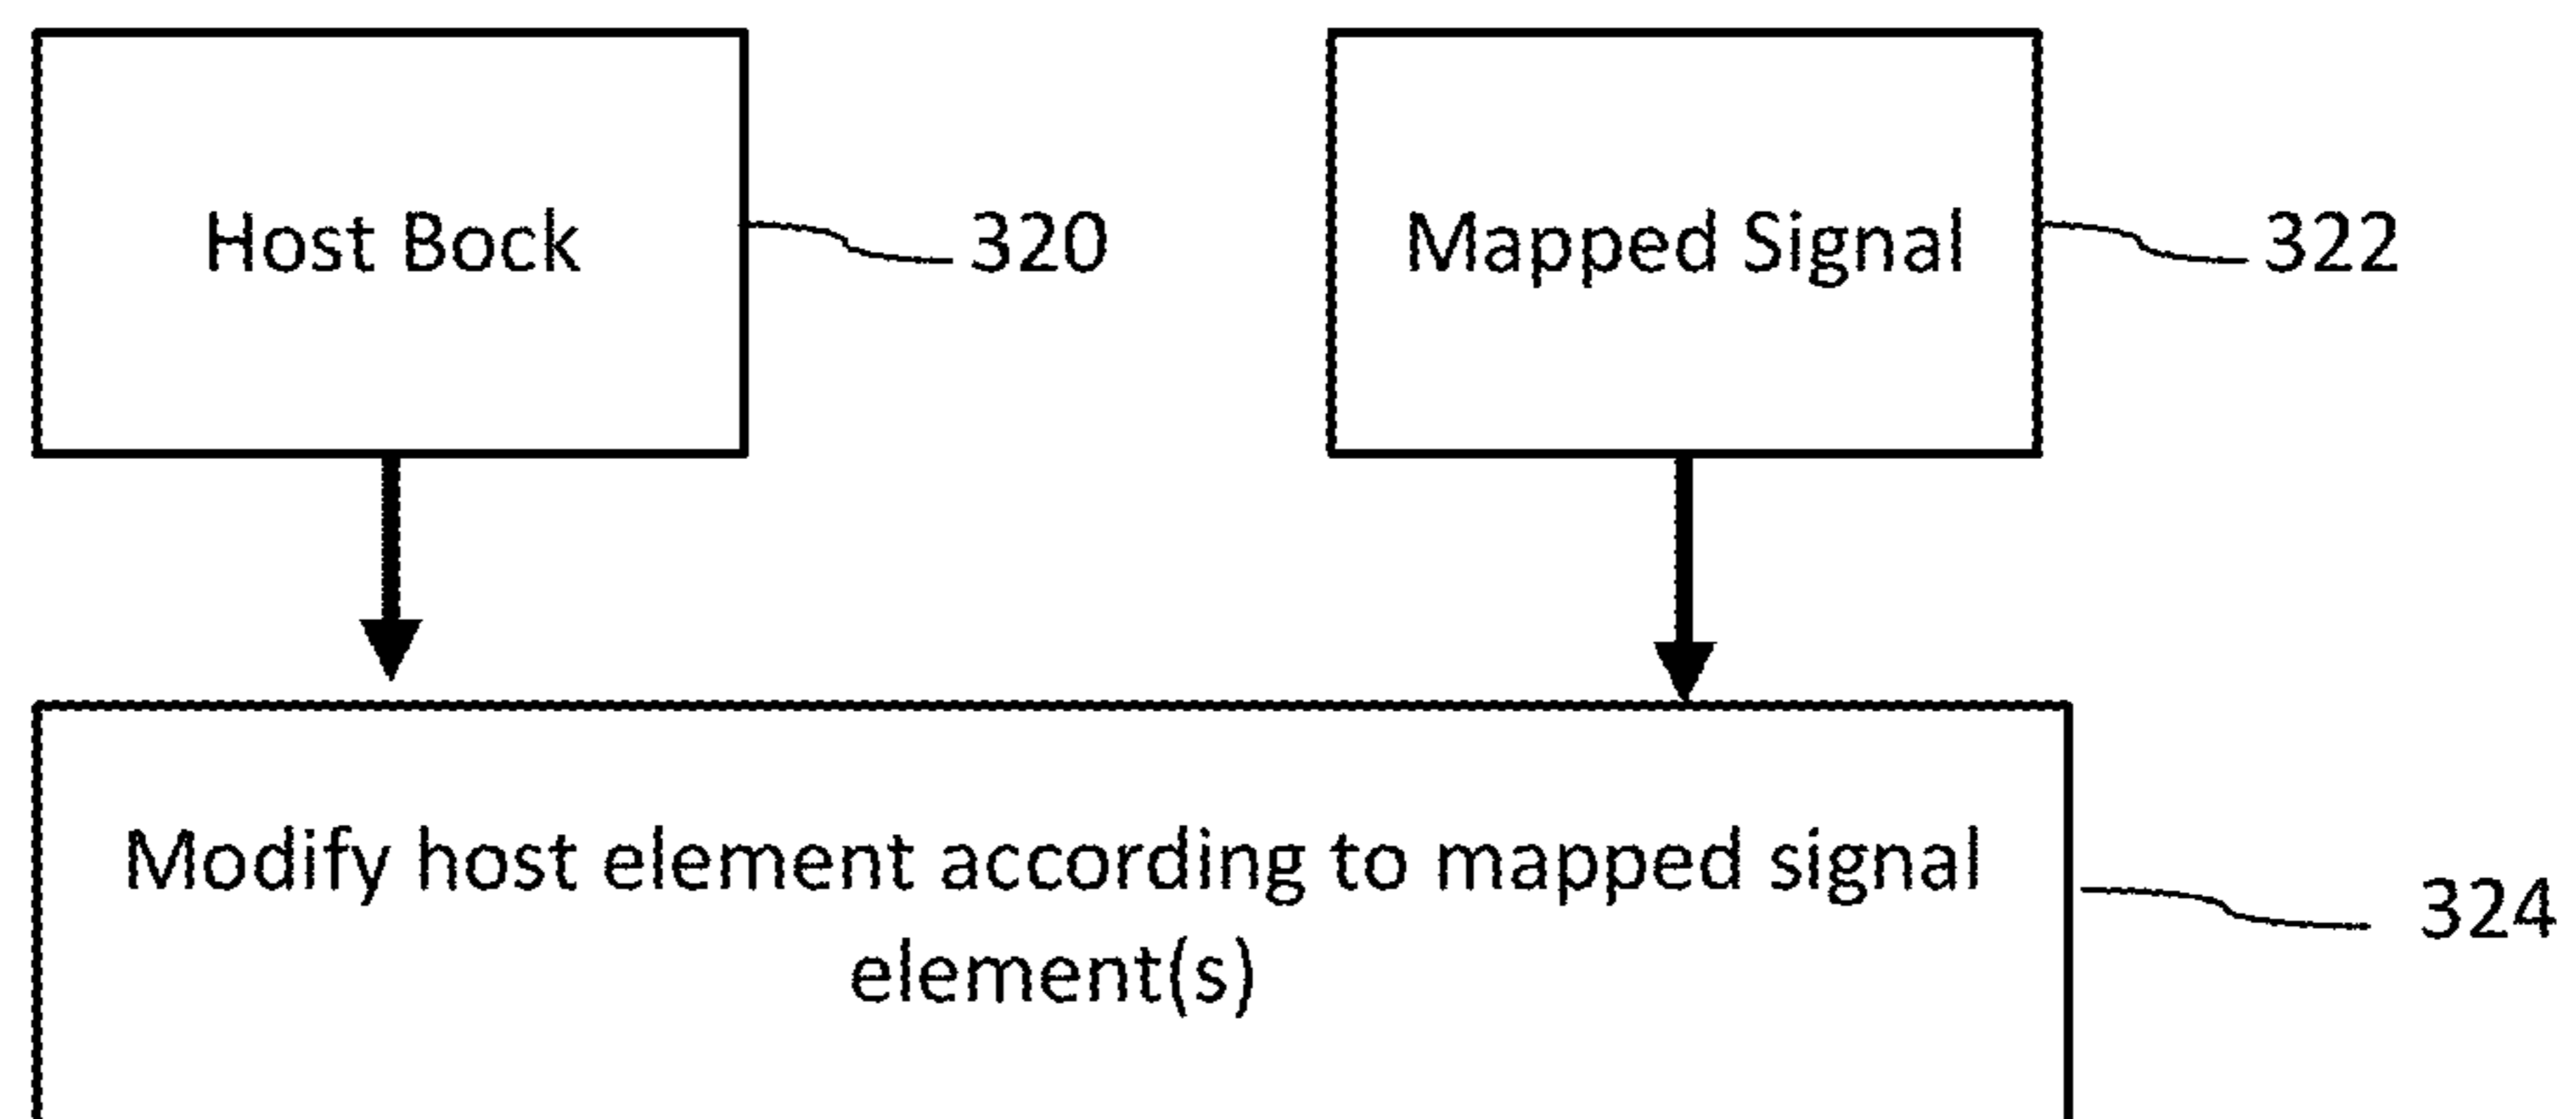 Host Bock
320
Mapped Signal
322
Modify host element according to mapped signal
element(s)
324